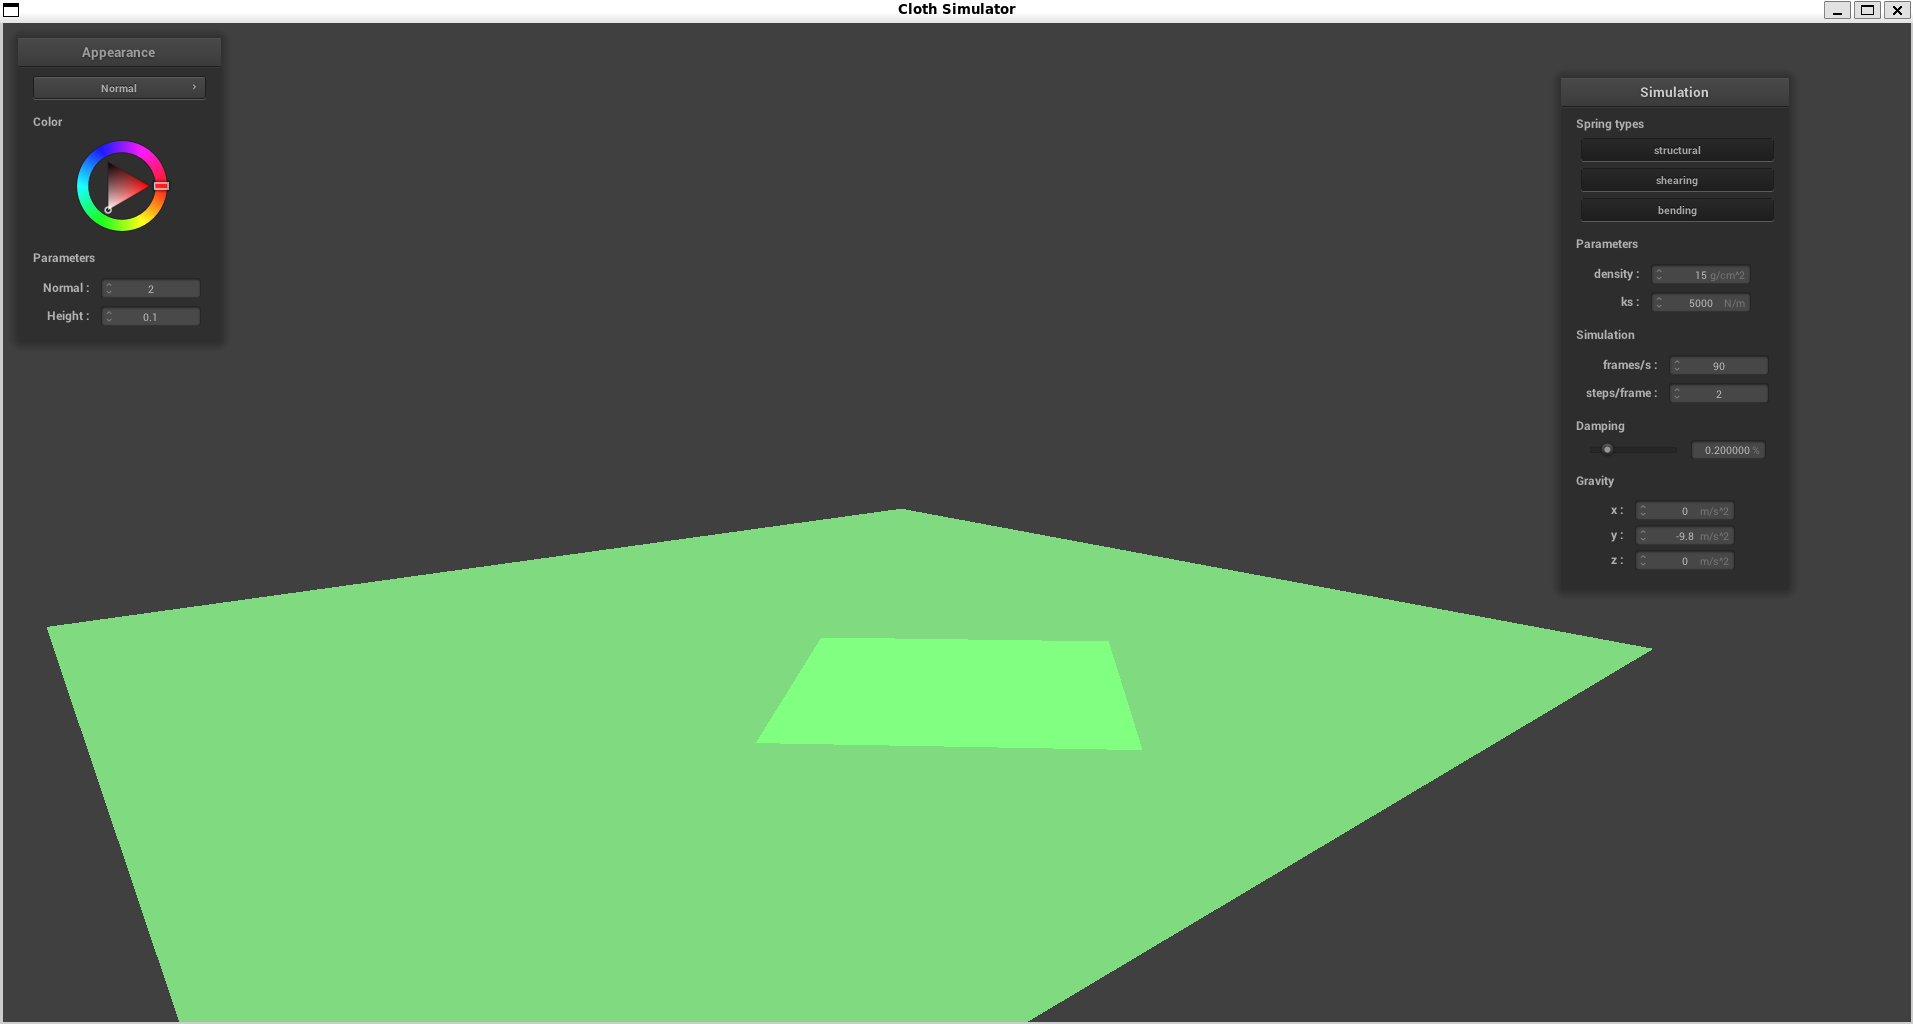 Cloth Simulator
Appearance
Normal
Color
Parameters
Normal : 2
Height : 0.1
Simulation
Spring types
structural
shearing
bending
Parameters
density : 15 g/cm^2
ks : 5000 N/m
Simulation
frames/s : 90
steps/frame : 2
Damping
0.200000 %
Gravity
x : 0 m/s^2
y : -9.8 m/s^2
z : 0 m/s^2